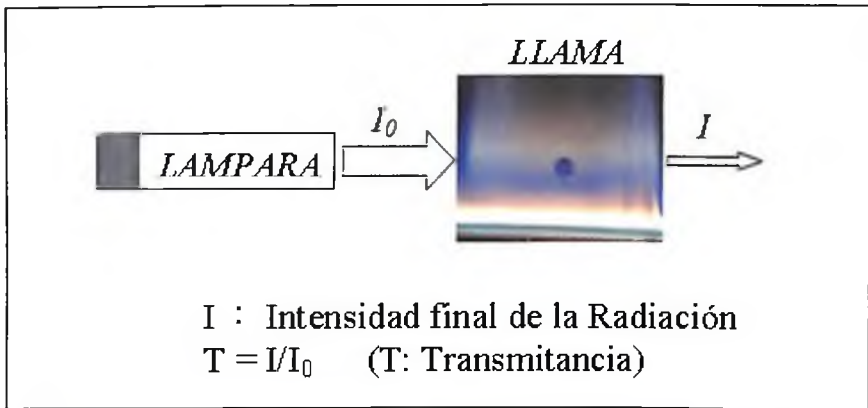 LLAMA
I₀
I
LAMPARA
I : Intensidad final de la Radiación
T = I/I₀ (T: Transmitancia)